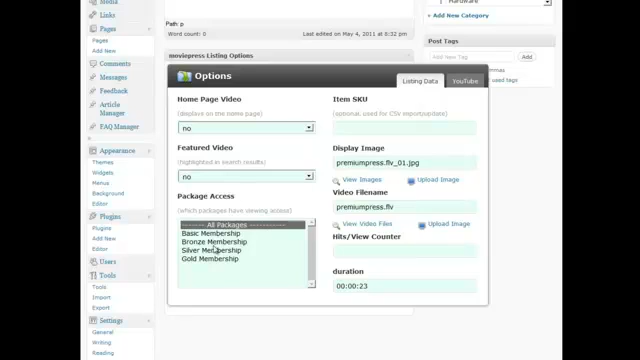 Media
Links
Pages
Pages
Add New
Comments
Messages
Feedback
Article
Manager
FAQ Manager
Appearance
Themes
Widgets
Menus
Background
Editor
Plugins
Plugins
Add New
Editor
Users
Tools
Tools
Import
Export
Settings
General
Writing
Reading
Path: p
Word count: 0
Last edited on May 4, 2011 at 8:32 pm
moviepress Listing Options
Hardware
+ Add New Category
Post Tags
Add New Tag
Add
mmas
t used tags
Options
Listing Data
YouTube
Home Page Video
(displays on the home page)
no
Featured Video
(highlighted in search results)
no
Package Access
(which packages have viewing access)
------- All Packages ------------
Basic Membership
Bronze Membership
Silver Membership
Gold Membership
Item SKU
(optional, used for CSV import/update)
Display Image
premiumpress.flv_01.jpg
View Images
Upload Image
Video Filename
premiumpress.flv
View Video Files
Upload Image
Hits/View Counter
duration
00:00:23